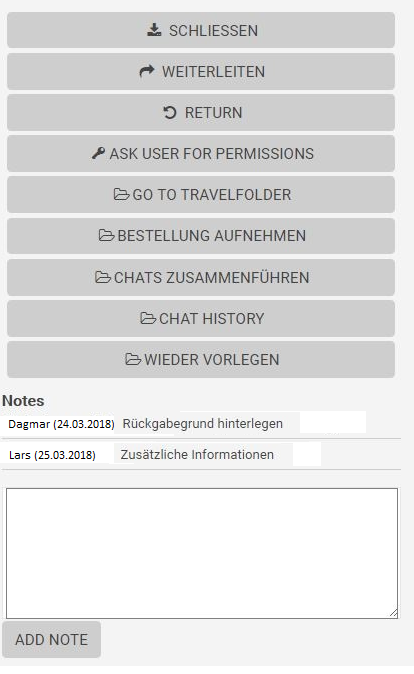 SCHLIESSEN
WEITERLEITEN
RETURN
ASK USER FOR PERMISSIONS
GO TO TRAVELFOLDER
BESTELLUNG AUFNEHMEN
CHATS ZUSAMMENFÜHREN
CHAT HISTORY
WIEDER VORLEGEN
Notes
Dagmar (24.03.2018) Rückgabegrund hinterlegen
Lars (25.03.2018) Zusätzliche Informationen
ADD NOTE